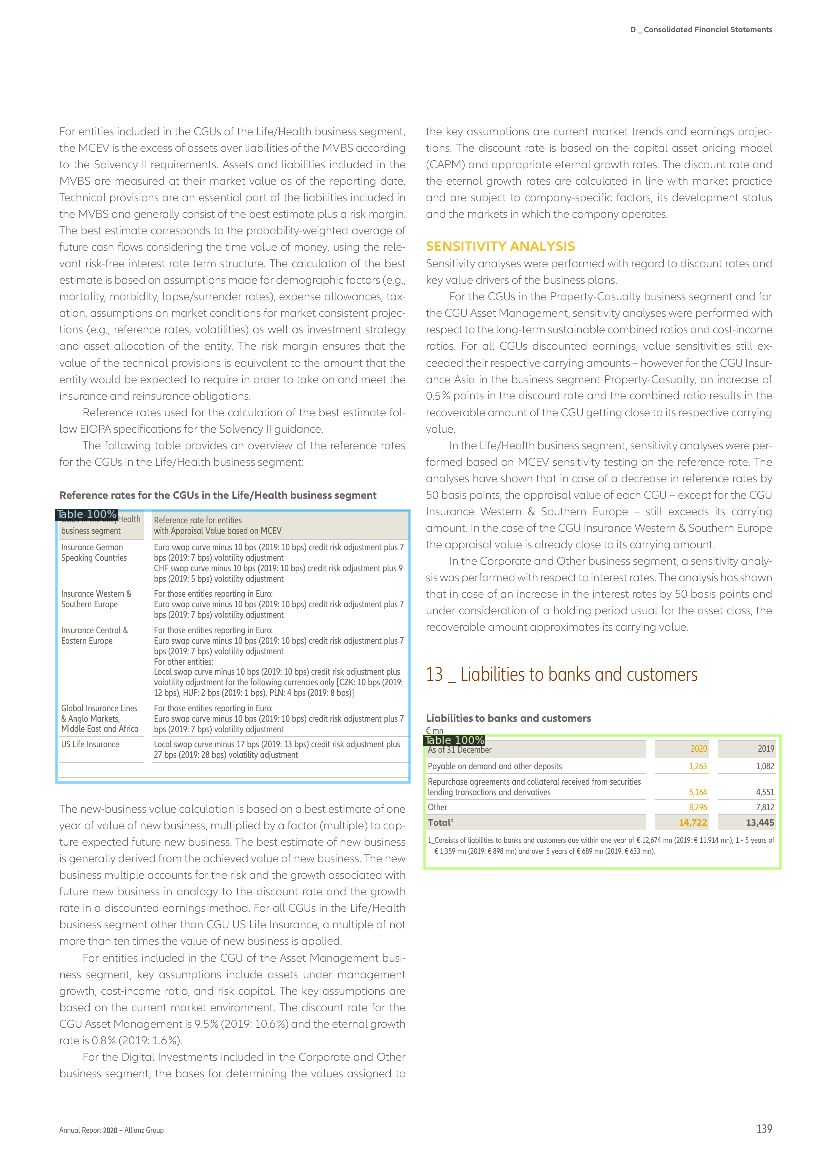 D _ Consolidated Financial Statements
For entities included in the CGUs of the Life/Health business segment,
the MCEV is the excess of assets over liabilities of the MVBS according
to the Solvency II requirements. Assets and liabilities included in the
MVBS are measured at their market value as of the reporting date.
Technical provisions are an essential part of the liabilities included in
the MVBS and generally consist of the best estimate plus a risk margin.
The best estimate corresponds to the probability-weighted average of
future cash flows considering the time value of money, using the rele-
vant risk-free interest rate term structure. The calculation of the best
estimate is based on assumptions made for demographic factors (e.g.,
mortality, morbidity, lapse/surrender rates), expense allowances, tax-
ation, assumptions on market conditions for market consistent projec-
tions (e.g., reference rates, volatilities) as well as investment strategy
and asset allocation of the entity. The risk margin ensures that the
value of the technical provisions is equivalent to the amount that the
entity would be expected to require in order to take on and meet the
insurance and reinsurance obligations.
Reference rates used for the calculation of the best estimate fol-
low EIOPA specifications for the Solvency II guidance.
The following table provides an overview of the reference rates
for the CGUs in the Life/Health business segment:
Reference rates for the CGUs in the Life/Health business segment
Table 100%
Health
business segment
Reference rate for entities
with Appraisal Value based on MCEV
Insurance German
Speaking Countries
Euro swap curve minus 10 bps (2019: 10 bps) credit risk adjustment plus 7
bps (2019: 7 bps) volatility adjustment
CHF swap curve minus 10 bps (2019: 10 bps) credit risk adjustment plus 9
bps (2019: 5 bps) volatility adjustment
Insurance Western &
Southern Europe
For those entities reporting in Euro:
Euro swap curve minus 10 bps (2019: 10 bps) credit risk adjustment plus 7
bps (2019: 7 bps) volatility adjustment
Insurance Central &
Eastern Europe
For those entities reporting in Euro:
Euro swap curve minus 10 bps (2019: 10 bps) credit risk adjustment plus 7
bps (2019: 7 bps) volatility adjustment
For other entities:
Local swap curve minus 10 bps (2019: 10 bps) credit risk adjustment plus
volatility adjustment for the following currencies only [CZK: 10 bps (2019:
12 bps), HUF: 2 bps (2019: 1 bps), PLN: 4 bps (2019: 8 bps)]
Global Insurance Lines
& Anglo Markets,
Middle East and Africa
For those entities reporting in Euro:
Euro swap curve minus 10 bps (2019: 10 bps) credit risk adjustment plus 7
bps (2019: 7 bps) volatility adjustment
US Life Insurance
Local swap curve minus 17 bps (2019: 13 bps) credit risk adjustment plus
27 bps (2019: 28 bps) volatility adjustment
The new-business value calculation is based on a best estimate of one
year of value of new business, multiplied by a factor (multiple) to cap-
ture expected future new business. The best estimate of new business
is generally derived from the achieved value of new business. The new
business multiple accounts for the risk and the growth associated with
future new business in analogy to the discount rate and the growth
rate in a discounted earnings method. For all CGUs in the Life/Health
business segment other than CGU US Life Insurance, a multiple of not
more than ten times the value of new business is applied.
For entities included in the CGU of the Asset Management busi-
ness segment, key assumptions include assets under management
growth, cost-income ratio, and risk capital. The key assumptions are
based on the current market environment. The discount rate for the
CGU Asset Management is 9.5 % (2019: 10.6 %) and the eternal growth
rate is 0.8 % (2019: 1.6 %).
For the Digital Investments included in the Corporate and Other
business segment, the bases for determining the values assigned to
the key assumptions are current market trends and earnings projec-
tions. The discount rate is based on the capital asset pricing model
(CAPM) and appropriate eternal growth rates. The discount rate and
the eternal growth rates are calculated in line with market practice
and are subject to company-specific factors, its development status
and the markets in which the company operates.
SENSITIVITY ANALYSIS
Sensitivity analyses were performed with regard to discount rates and
key value drivers of the business plans.
For the CGUs in the Property-Casualty business segment and for
the CGU Asset Management, sensitivity analyses were performed with
respect to the long-term sustainable combined ratios and cost-income
ratios. For all CGUs discounted earnings, value sensitivities still ex-
ceeded their respective carrying amounts – however for the CGU Insur-
ance Asia in the business segment Property-Casualty, an increase of
0.5 % points in the discount rate and the combined ratio results in the
recoverable amount of the CGU getting close to its respective carrying
value.
In the Life/Health business segment, sensitivity analyses were per-
formed based on MCEV sensitivity testing on the reference rate. The
analyses have shown that in case of a decrease in reference rates by
50 basis points, the appraisal value of each CGU – except for the CGU
Insurance Western & Southern Europe – still exceeds its carrying
amount. In the case of the CGU Insurance Western & Southern Europe
the appraisal value is already close to its carrying amount.
In the Corporate and Other business segment, a sensitivity analy-
sis was performed with respect to interest rates. The analysis has shown
that in case of an increase in the interest rates by 50 basis points and
under consideration of a holding period usual for the asset class, the
recoverable amount approximates its carrying value.
13 _ Liabilities to banks and customers
Liabilities to banks and customers
€ mn
Table 100%
As of 31 December 2020 2019
Payable on demand and other deposits 1,263 1,082
Repurchase agreements and collateral received from securities
lending transactions and derivatives 5,164 4,551
Other 8,296 7,812
Total¹ 14,722 13,445
1_Consists of liabilities to banks and customers due within one year of € 12,674 mn (2019: € 11,914 mn), 1 - 5 years of
€ 1,359 mn (2019: € 898 mn) and over 5 years of € 689 mn (2019: € 633 mn).
Annual Report 2020 – Allianz Group
139